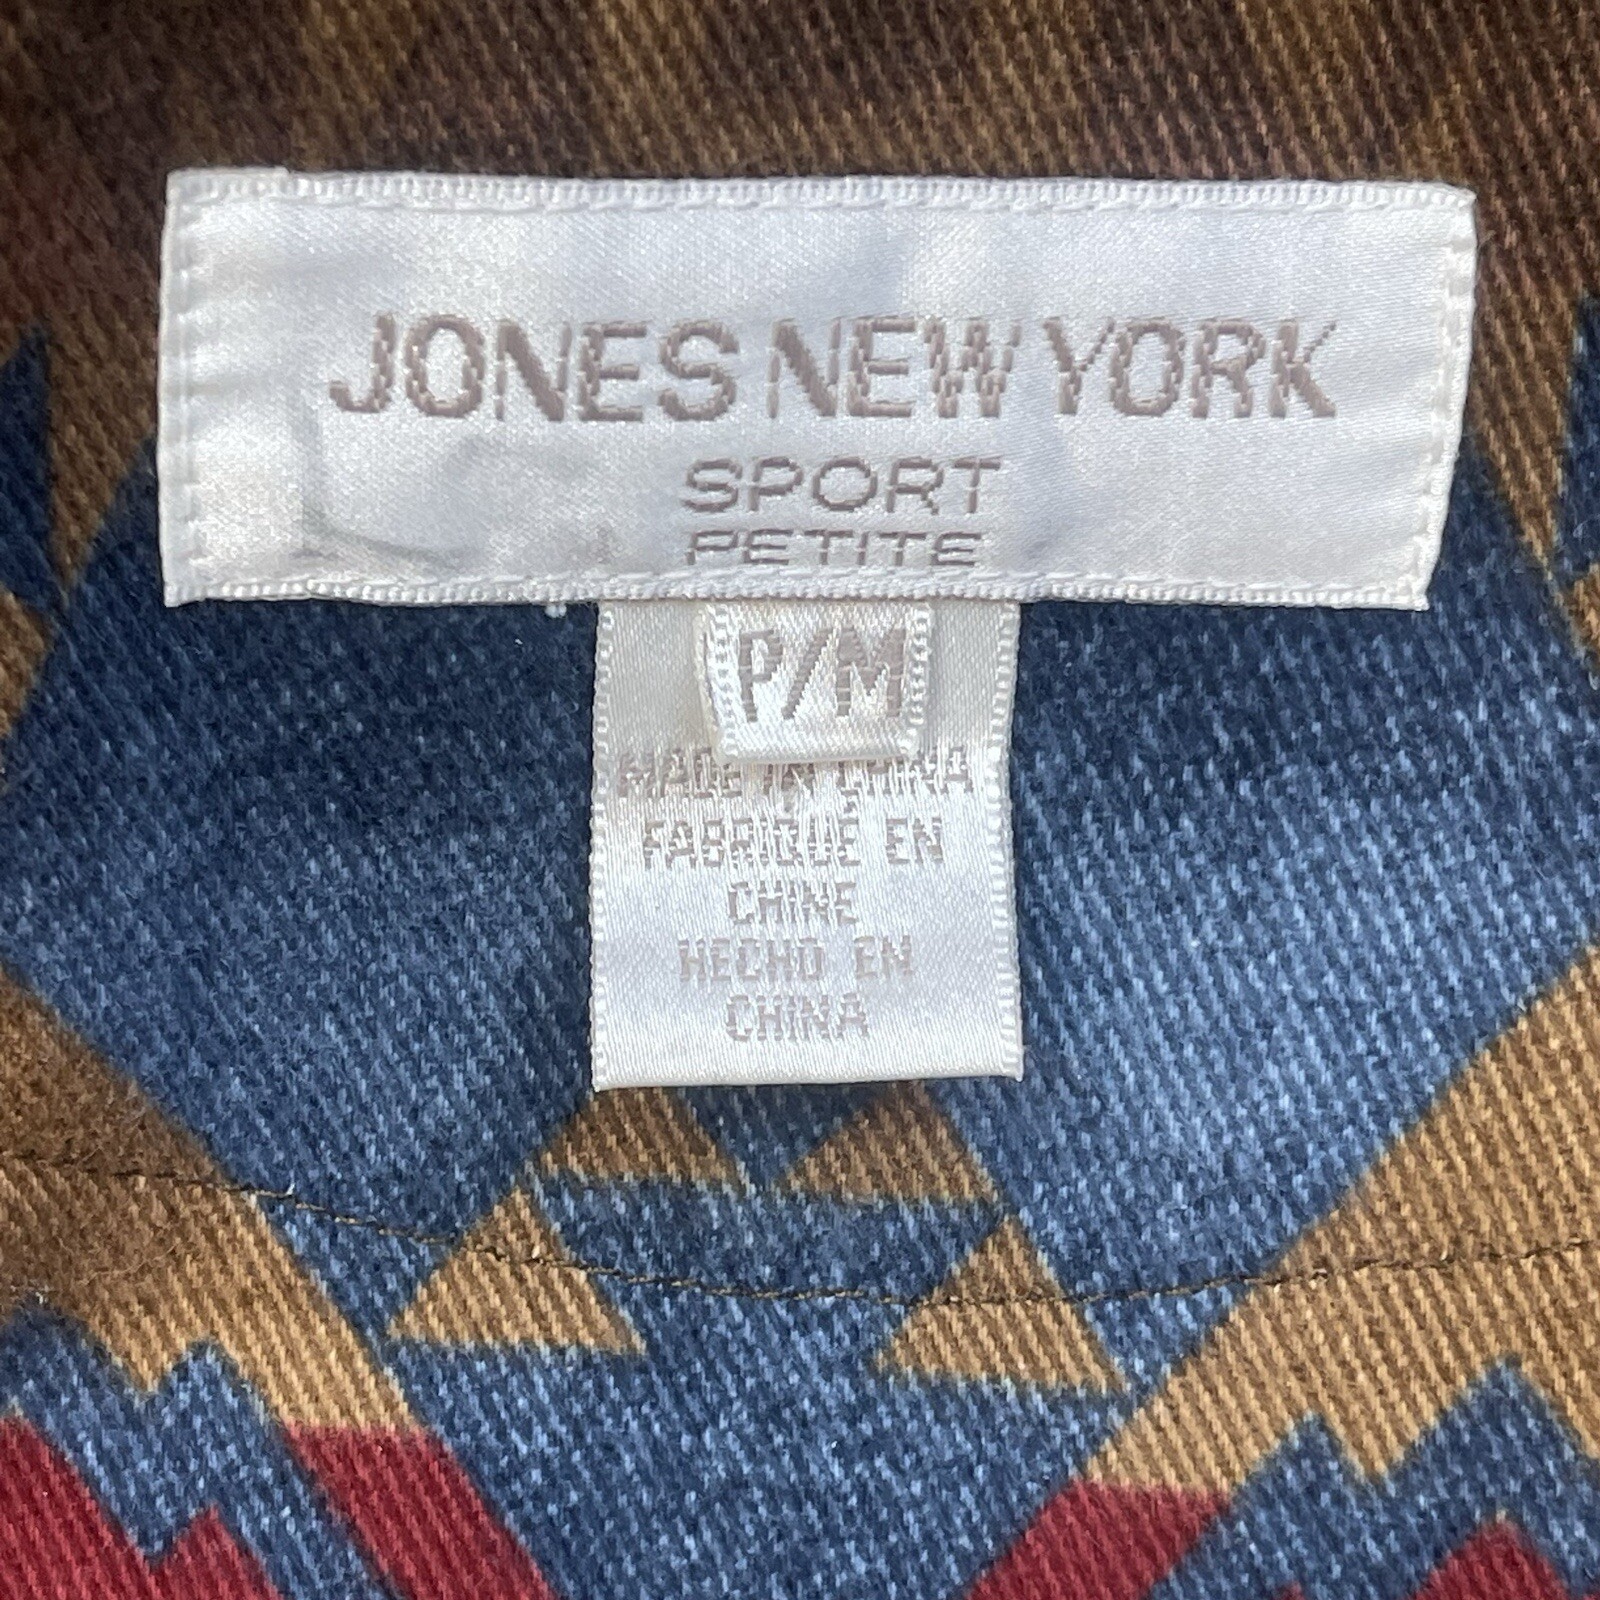 JONES NEW YORK
SPORT
PETITE
P/M
MADE IN CHINA
FABRIQUE EN
CHINE
HECHO EN
CHINA